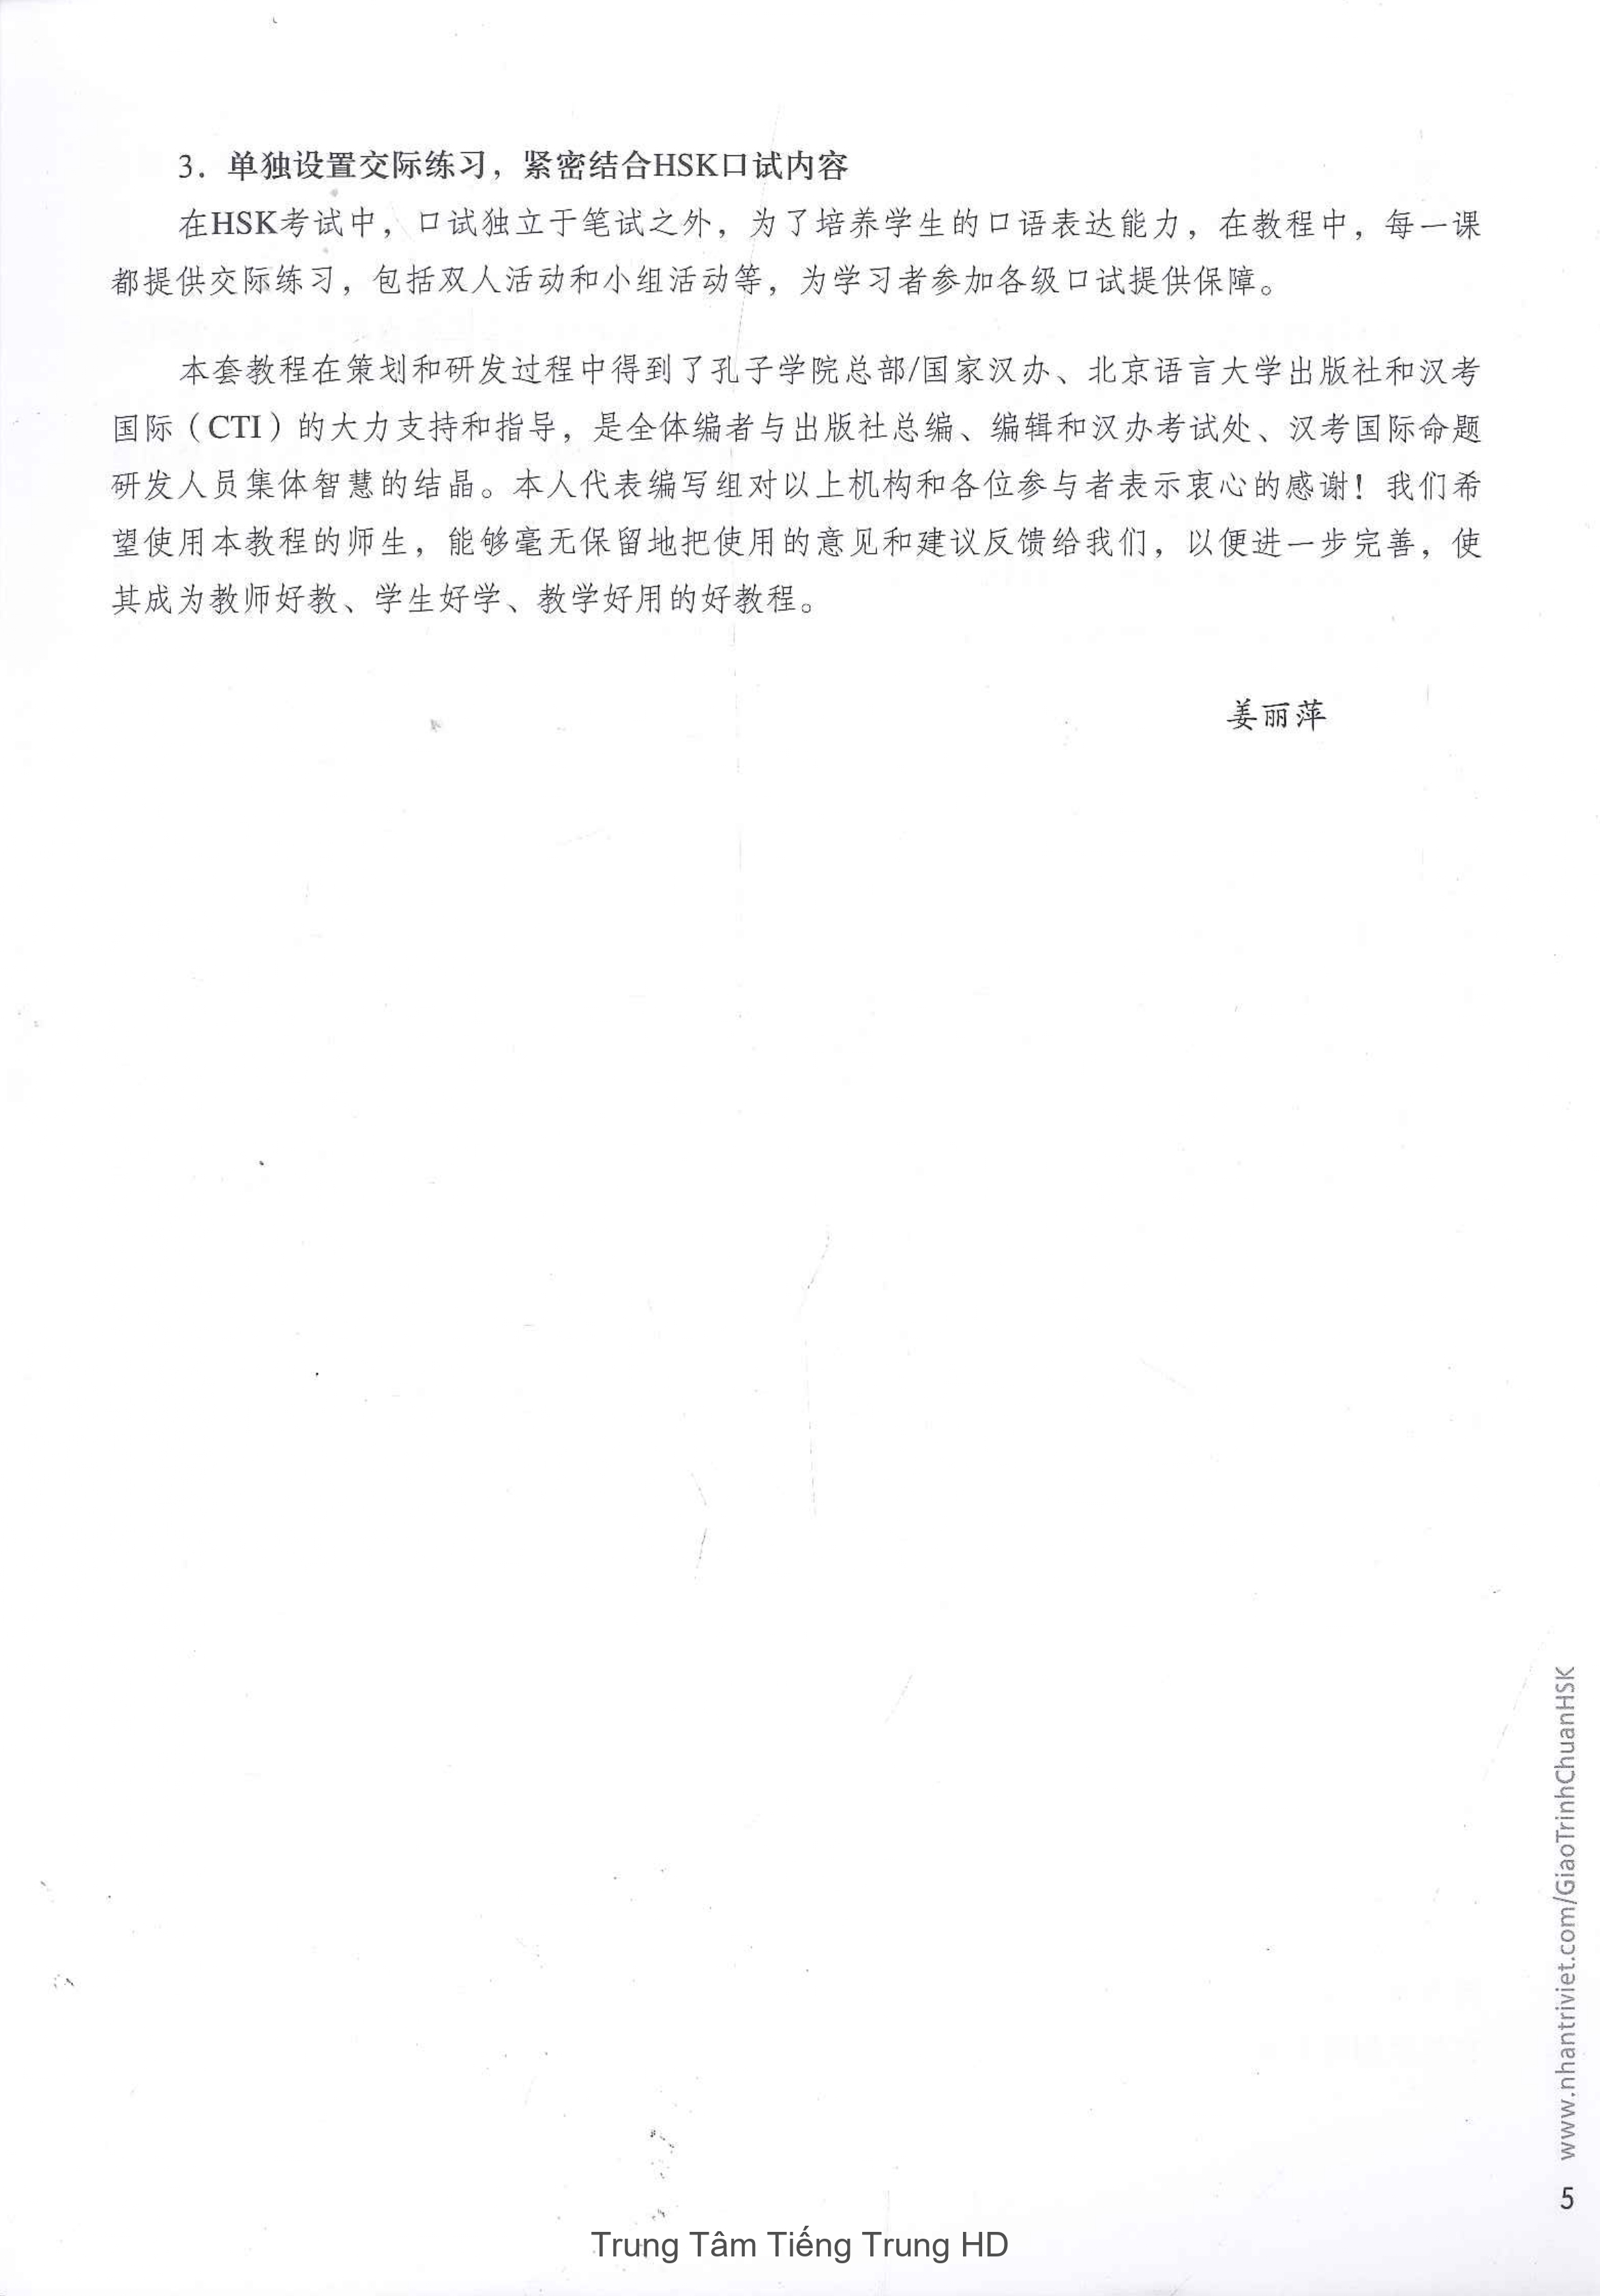 3. 单独设置交际练习，紧密结合HSK口试内容
在HSK考试中，口试独立于笔试之外，为了培养学生的口语表达能力，在教程中，每一课
都提供交际练习，包括双人活动和小组活动等，为学习者参加各级口试提供保障。
本套教程在策划和研发过程中得到了孔子学院总部/国家汉办、北京语言大学出版社和汉考
国际（CTI）的大力支持和指导，是全体编者与出版社总编、编辑和汉办考试处、汉考国际命题
研发人员集体智慧的结晶。本人代表编写组对以上机构和各位参与者表示衷心的感谢！我们希
望使用本教程的师生，能够毫无保留地把使用的意见和建议反馈给我们，以便进一步完善，使
其成为教师好教、学生好学、教学好用的好教程。
姜丽萍
www.nhantriviet.com/GiaoTrinhChuanHSK
5
Trung Tâm Tiếng Trung HD